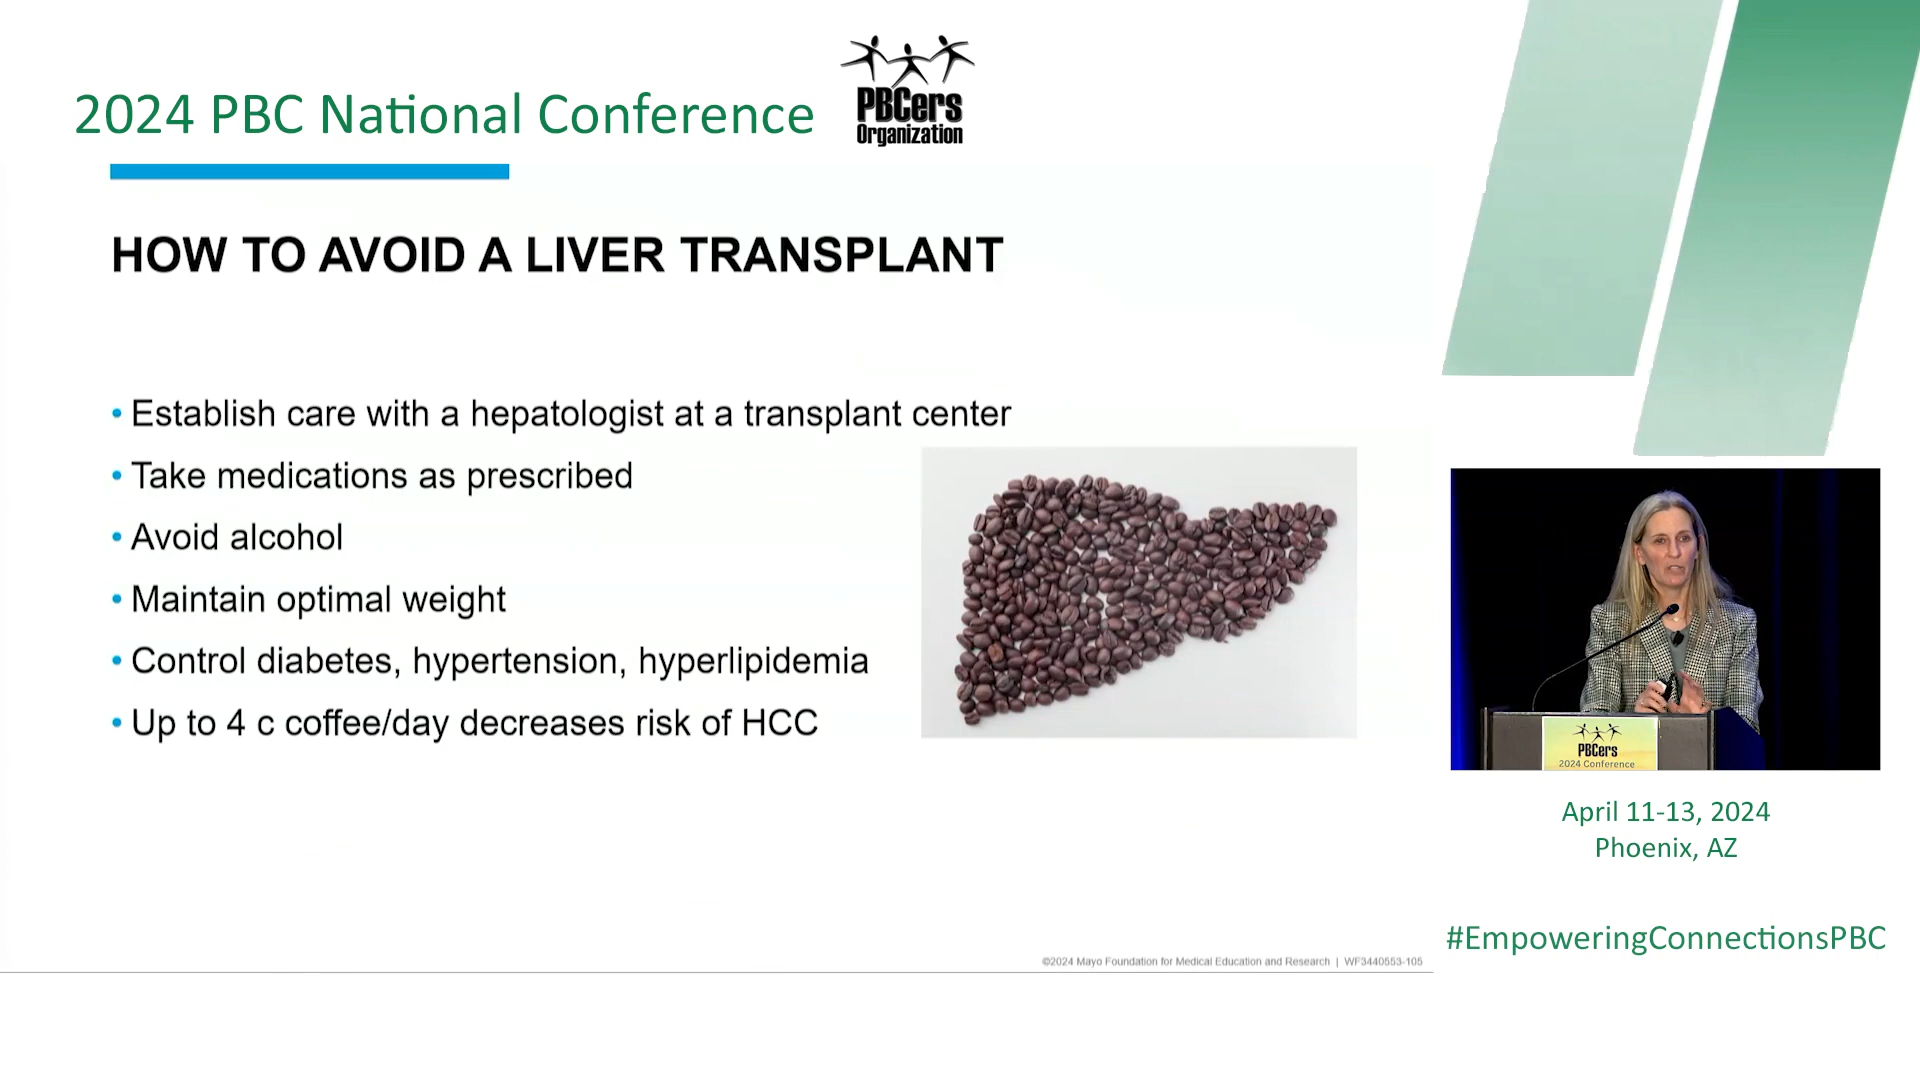 2024 PBC National Conference
PBCers
Organization
HOW TO AVOID A LIVER TRANSPLANT
• Establish care with a hepatologist at a transplant center
• Take medications as prescribed
• Avoid alcohol
• Maintain optimal weight
• Control diabetes, hypertension, hyperlipidemia
• Up to 4 c coffee/day decreases risk of HCC
©2024 Mayo Foundation for Medical Education and Research | WF3440553-105
PBCers
2024 Conference
April 11-13, 2024
Phoenix, AZ
#EmpoweringConnectionsPBC